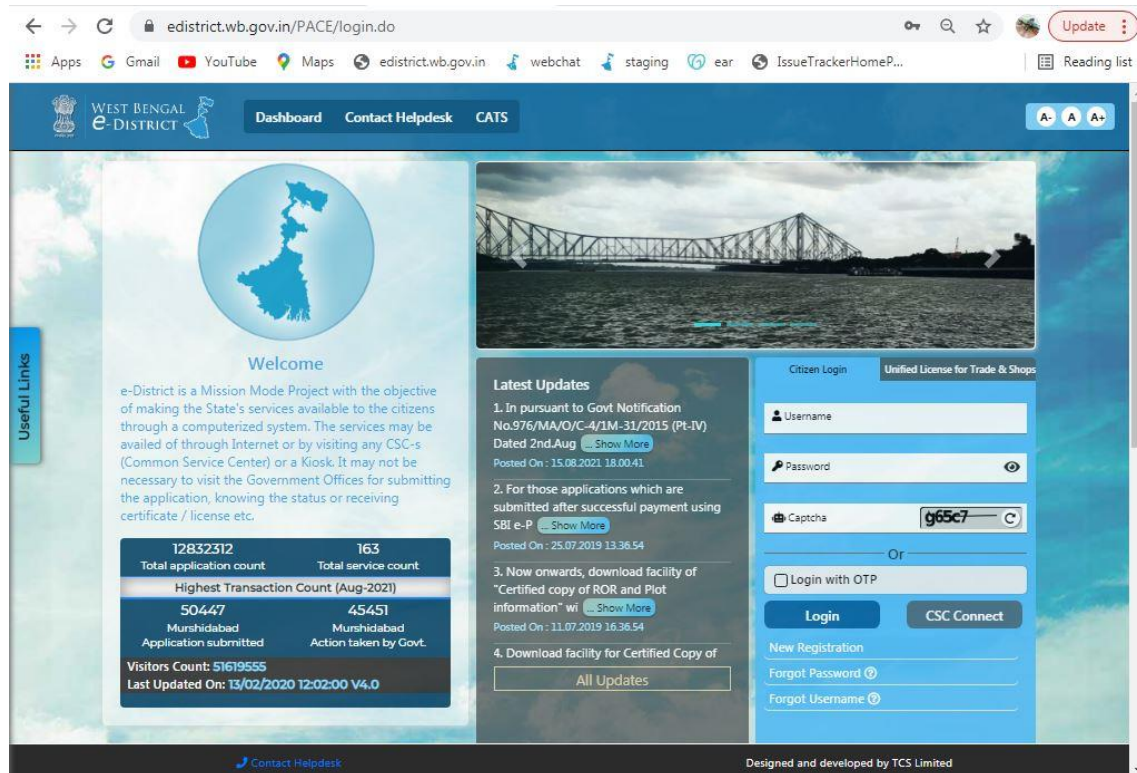 edistrict.wb.gov.in/PACE/login.do
Update
Apps Gmail YouTube Maps edistrict.wb.gov.in webchat staging ear IssueTrackerHomeP... Reading list
WEST BENGAL
e-DISTRICT
Dashboard Contact Helpdesk CATS
A- A A+
Useful Links
Welcome
e-District is a Mission Mode Project with the objective
of making the State's services available to the citizens
through a computerized system. The services may be
availed of through Internet or by visiting any CSC-s
(Common Service Center) or a Kiosk. It may not be
necessary to visit the Government Offices for submitting
the application, knowing the status or receiving
certificate / license etc.
12832312 163
Total application count Total service count
Highest Transaction Count (Aug-2021)
50447 45451
Murshidabad Murshidabad
Application submitted Action taken by Govt.
Visitors Count: 51619555
Last Updated On: 13/02/2020 12:02:00 V4.0
Latest Updates
1. In pursuant to Govt Notification
No.976/MA/O/C-4/1M-31/2015 (Pt-IV)
Dated 2nd.Aug ... Show More
Posted On : 15.08.2021 18.00.41
2. For those applications which are
submitted after successful payment using
SBI e-P ... Show More
Posted On : 25.07.2019 13.36.54
3. Now onwards, download facility of
"Certified copy of ROR and Plot
information" wi ... Show More
Posted On : 11.07.2019 16.36.54
4. Download facility for Certified Copy of
All Updates
Citizen Login Unified License for Trade & Shops
Username
Password
Captcha g65c7
Or
Login with OTP
Login CSC Connect
New Registration
Forgot Password
Forgot Username
Contact Helpdesk
Designed and developed by TCS Limited